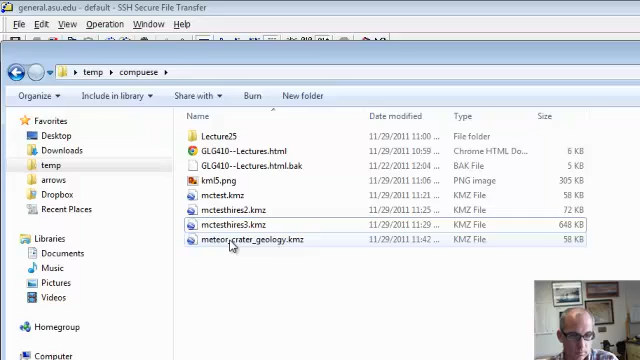 general.asu.edu - default - SSH Secure File Transfer
File Edit View Operation Window Help
temp compuese
Organize Include in library Share with Burn New folder
Name Date modified Type Size
Favorites
Desktop
Downloads
temp
arrows
Dropbox
Recent Places
Libraries
Documents
Music
Pictures
Videos
Homegroup
Computer
Lecture25 11/29/2011 11:00 ... File folder
GLG410--Lectures.html 11/29/2011 10:59 ... Chrome HTML Do... 6 KB
GLG410--Lectures.html.bak 11/29/2011 11:00 ... BAK File 5 KB
kml5.png 11/29/2011 11:06 ... PNG image 305 KB
mctest.kmz 11/29/2011 11:21 ... KMZ File 58 KB
mctesthires2.kmz 11/29/2011 11:25 ... KMZ File 72 KB
mctesthires3.kmz 11/29/2011 11:29 ... KMZ File 648 KB
meteor_crater_geology.kmz 11/29/2011 11:42 ... KMZ File 58 KB